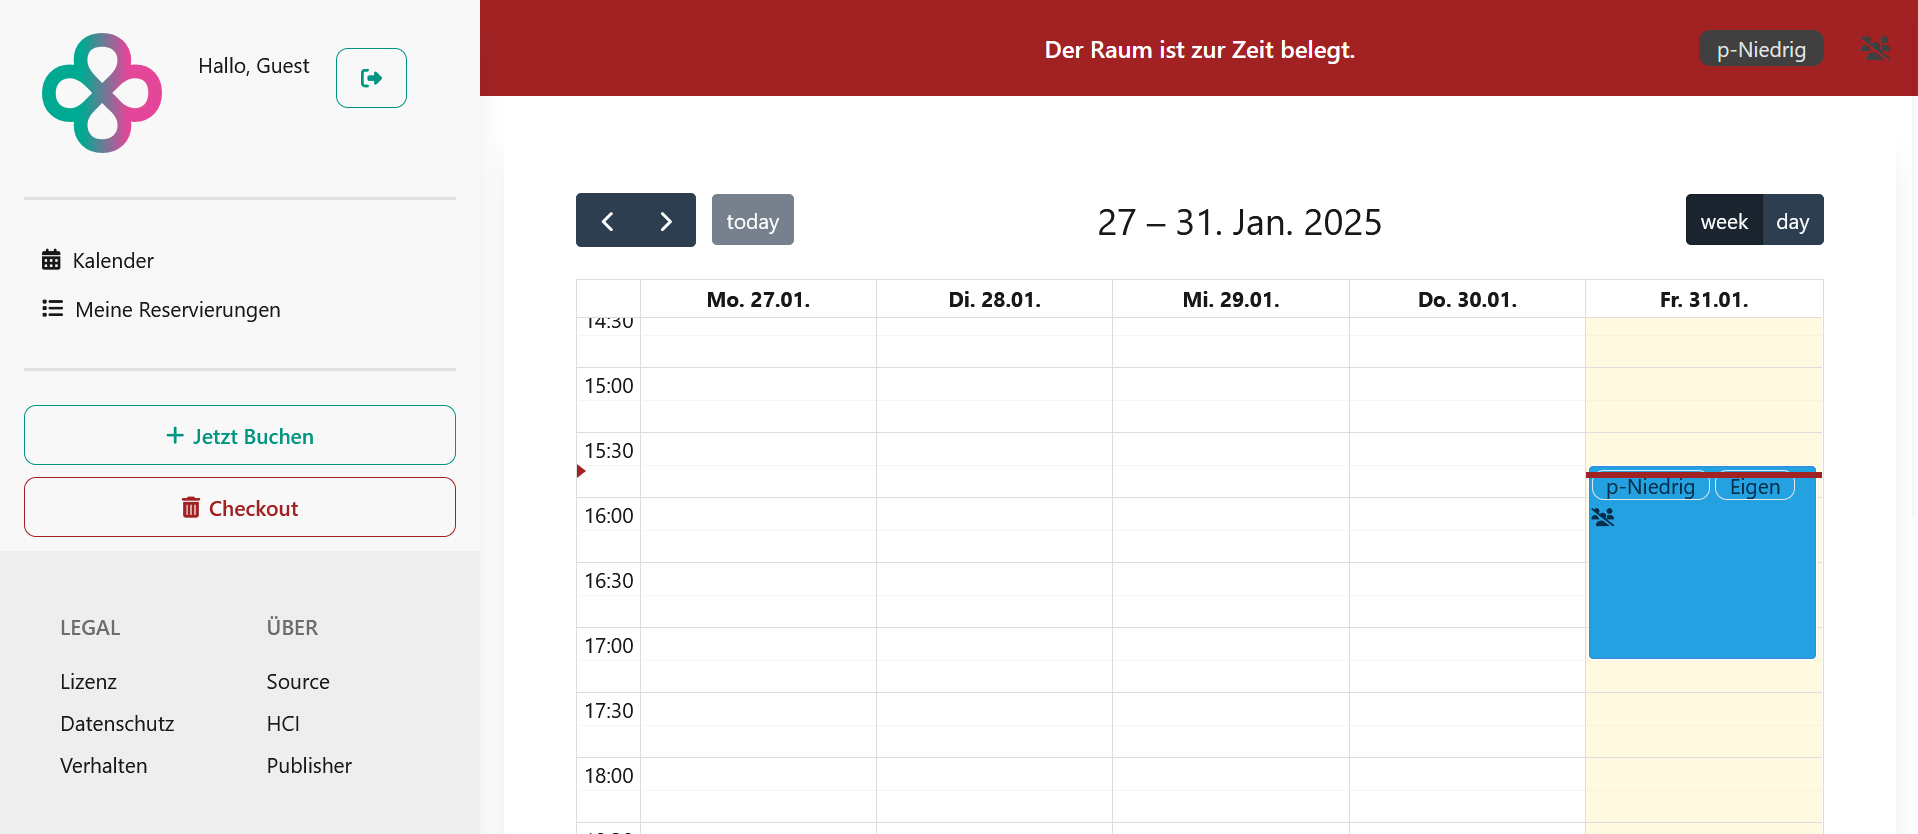 Hallo, Guest
Kalender
Meine Reservierungen
Jetzt Buchen
Checkout
LEGAL
ÜBER
Lizenz
Source
Datenschutz
HCI
Verhalten
Publisher
Der Raum ist zur Zeit belegt.
p-Niedrig
today
27 – 31. Jan. 2025
week
day
Mo. 27.01.
Di. 28.01.
Mi. 29.01.
Do. 30.01.
Fr. 31.01.
14:30
15:00
15:30
p-Niedrig
Eigen
16:00
16:30
17:00
17:30
18:00